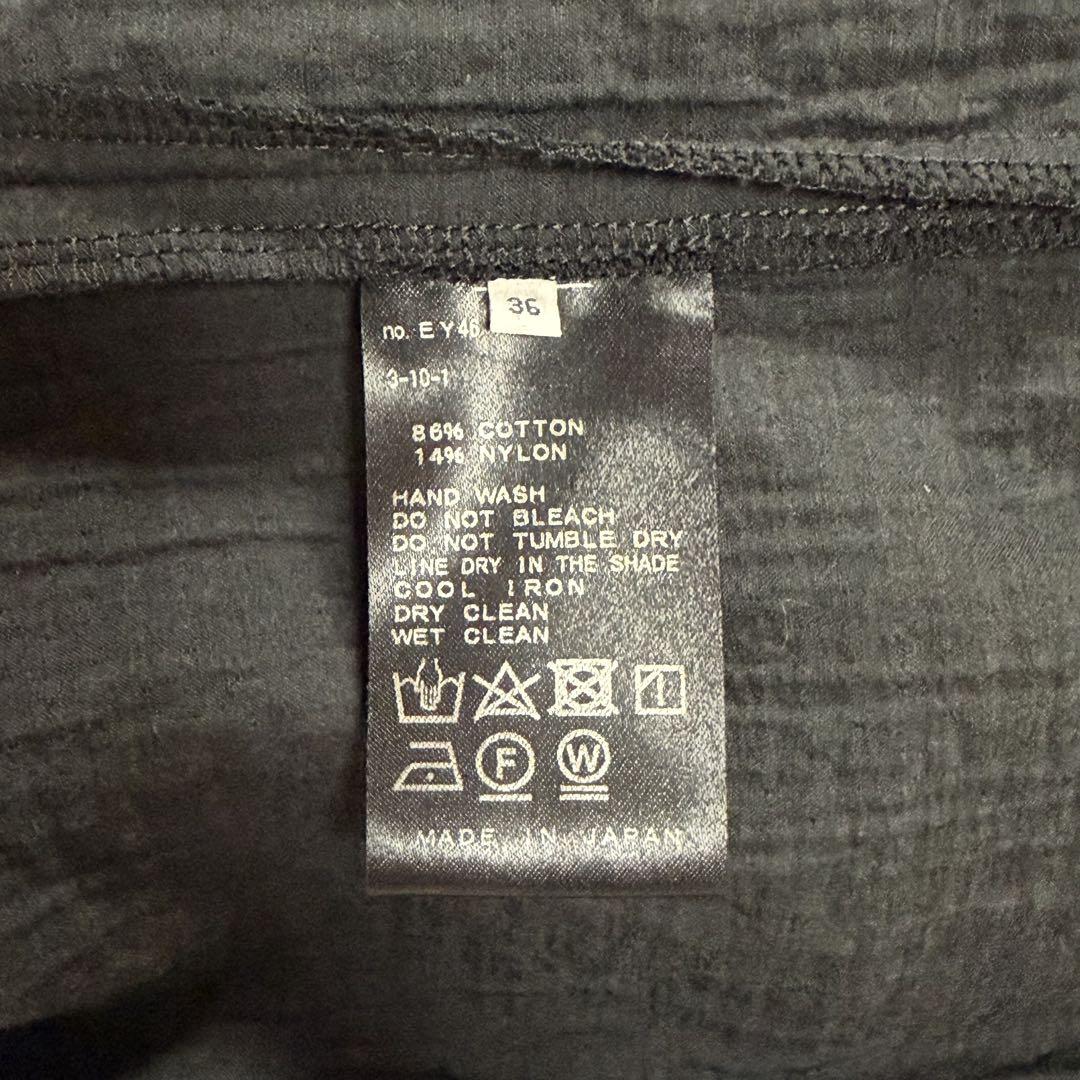 36
no. EY46
3-10-1
86% COTTON
14% NYLON
HAND WASH
DO NOT BLEACH
DO NOT TUMBLE DRY
LINE DRY IN THE SHADE
COOL IRON
DRY CLEAN
WET CLEAN
F W
MADE IN JAPAN